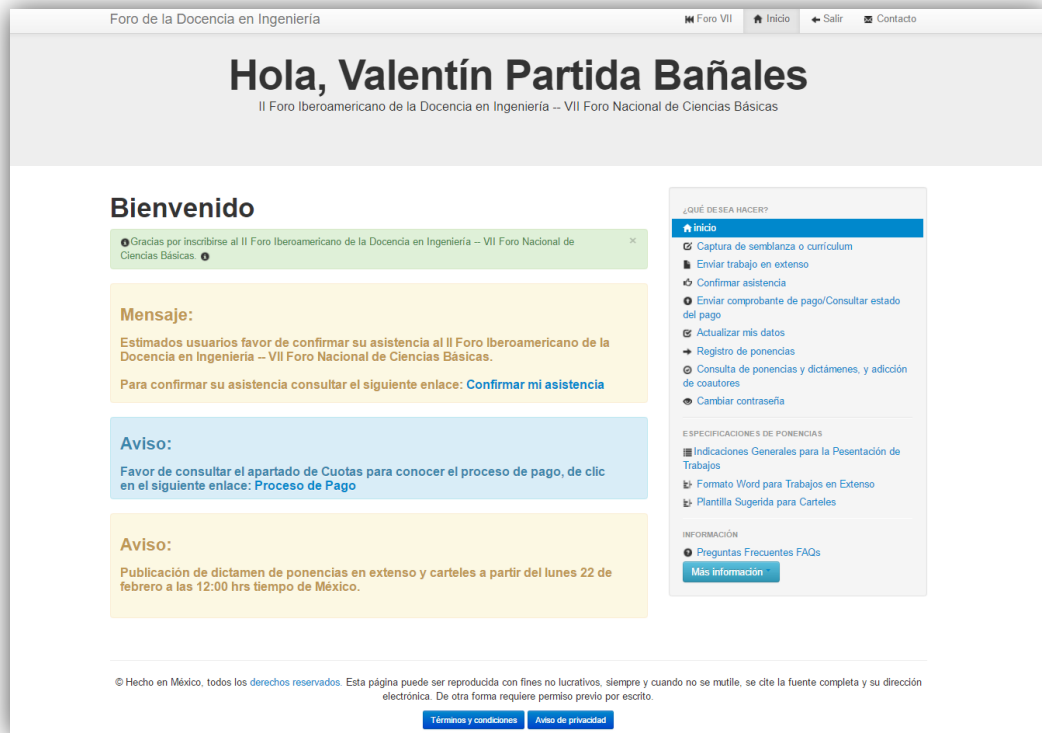 Foro de la Docencia en Ingeniería
Foro VII
Inicio
Salir
Contacto
Hola, Valentín Partida Bañales
II Foro Iberoamericano de la Docencia en Ingeniería -- VII Foro Nacional de Ciencias Básicas
Bienvenido
Gracias por inscribirse al II Foro Iberoamericano de la Docencia en Ingeniería -- VII Foro Nacional de
Ciencias Básicas.
×
Mensaje:
Estimados usuarios favor de confirmar su asistencia al II Foro Iberoamericano de la
Docencia en Ingeniería -- VII Foro Nacional de Ciencias Básicas.
Para confirmar su asistencia consultar el siguiente enlace: Confirmar mi asistencia
Aviso:
Favor de consultar el apartado de Cuotas para conocer el proceso de pago, de clic
en el siguiente enlace: Proceso de Pago
Aviso:
Publicación de dictamen de ponencias en extenso y carteles a partir del lunes 22 de
febrero a las 12:00 hrs tiempo de México.
¿QUÉ DESEA HACER?
inicio
Captura de semblanza o currículum
Enviar trabajo en extenso
Confirmar asistencia
Enviar comprobante de pago/Consultar estado
del pago
Actualizar mis datos
Registro de ponencias
Consulta de ponencias y dictámenes, y adicción
de coautores
Cambiar contraseña
ESPECIFICACIONES DE PONENCIAS
Indicaciones Generales para la Pesentación de
Trabajos
Formato Word para Trabajos en Extenso
Plantilla Sugerida para Carteles
INFORMACIÓN
Preguntas Frecuentes FAQs
Más información
© Hecho en México, todos los derechos reservados. Esta página puede ser reproducida con fines no lucrativos, siempre y cuando no se mutile, se cite la fuente completa y su dirección
electrónica. De otra forma requiere permiso previo por escrito.
Términos y condiciones
Aviso de privacidad